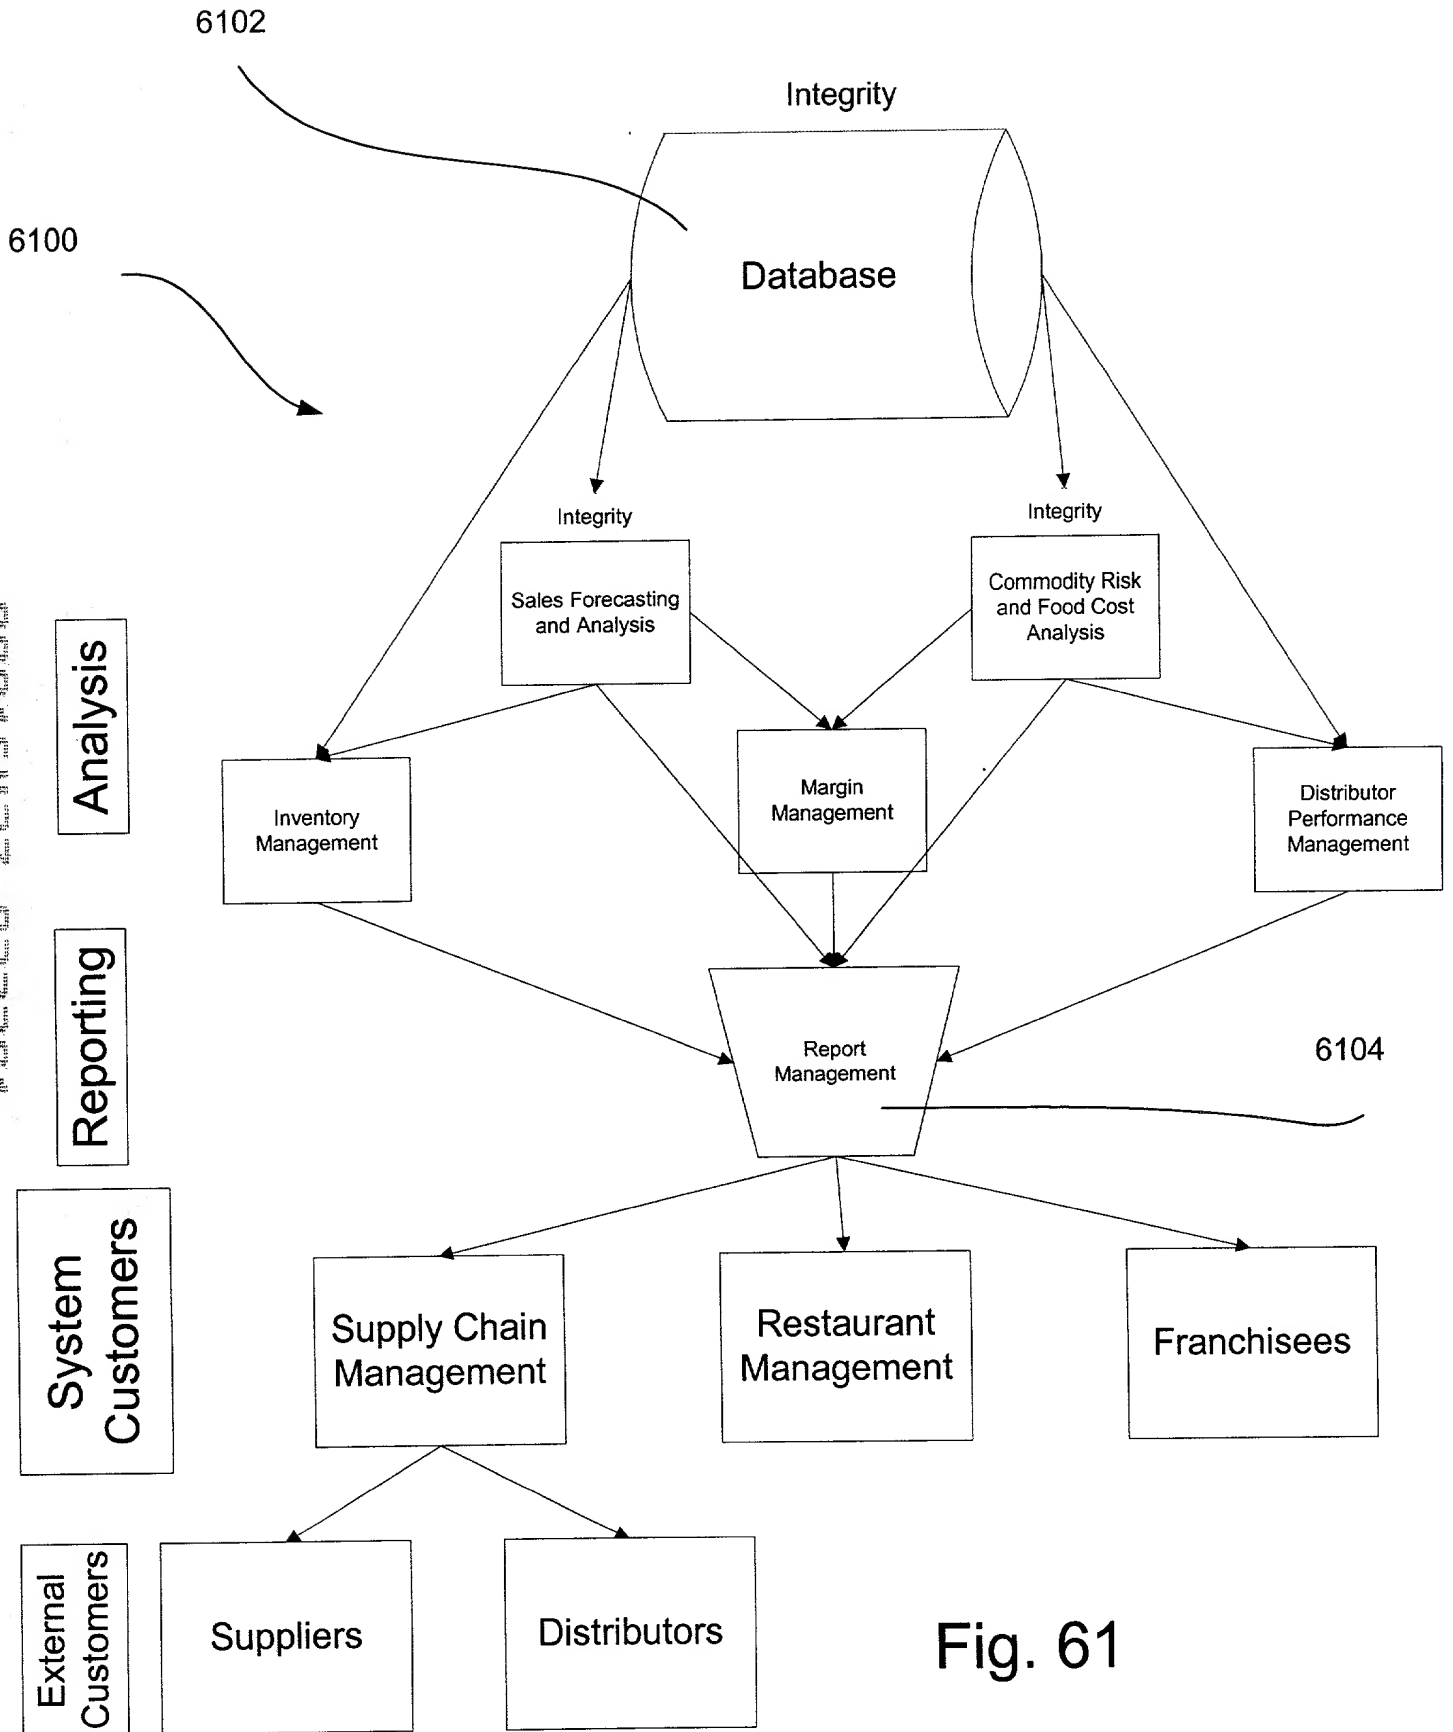 6102
Integrity
6100
Database
Integrity
Integrity
Sales Forecasting
and Analysis
Commodity Risk
and Food Cost
Analysis
Analysis
Inventory
Management
Margin
Management
Distributor
Performance
Management
Reporting
Report
Management
6104
System
Customers
Supply Chain
Management
Restaurant
Management
Franchisees
External
Customers
Suppliers
Distributors
Fig. 61